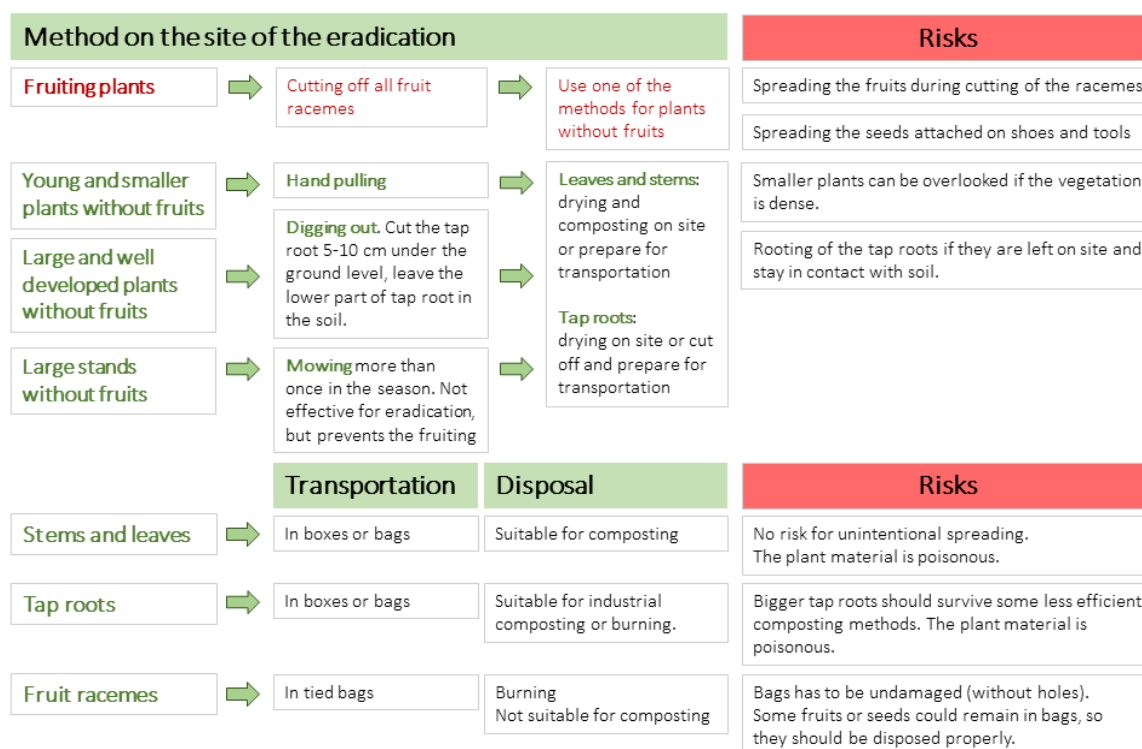 Method on the site of the eradication
Risks
Fruiting plants
Cutting off all fruit
racemes
Use one of the
methods for plants
without fruits
Spreading the fruits during cutting of the racemes
Spreading the seeds attached on shoes and tools
Young and smaller
plants without fruits
Hand pulling
Leaves and stems:
drying and
composting on site
or prepare for
transportation
Tap roots:
drying on site or cut
off and prepare for
transportation
Smaller plants can be overlooked if the vegetation
is dense.
Large and well
developed plants
without fruits
Digging out. Cut the tap
root 5-10 cm under the
ground level, leave the
lower part of tap root in
the soil.
Rooting of the tap roots if they are left on site and
stay in contact with soil.
Large stands
without fruits
Mowing more than
once in the season. Not
effective for eradication,
but prevents the fruiting
Transportation
Disposal
Risks
Stems and leaves
In boxes or bags
Suitable for composting
No risk for unintentional spreading.
The plant material is poisonous.
Tap roots
In boxes or bags
Suitable for industrial
composting or burning.
Bigger tap roots should survive some less efficient
composting methods. The plant material is
poisonous.
Fruit racemes
In tied bags
Burning
Not suitable for composting
Bags has to be undamaged (without holes).
Some fruits or seeds could remain in bags, so
they should be disposed properly.